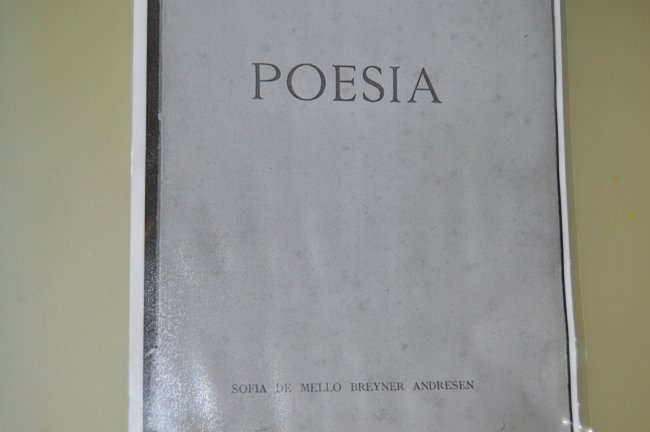 POESIA
SOFIA DE MELLO BREYNER ANDRESEN